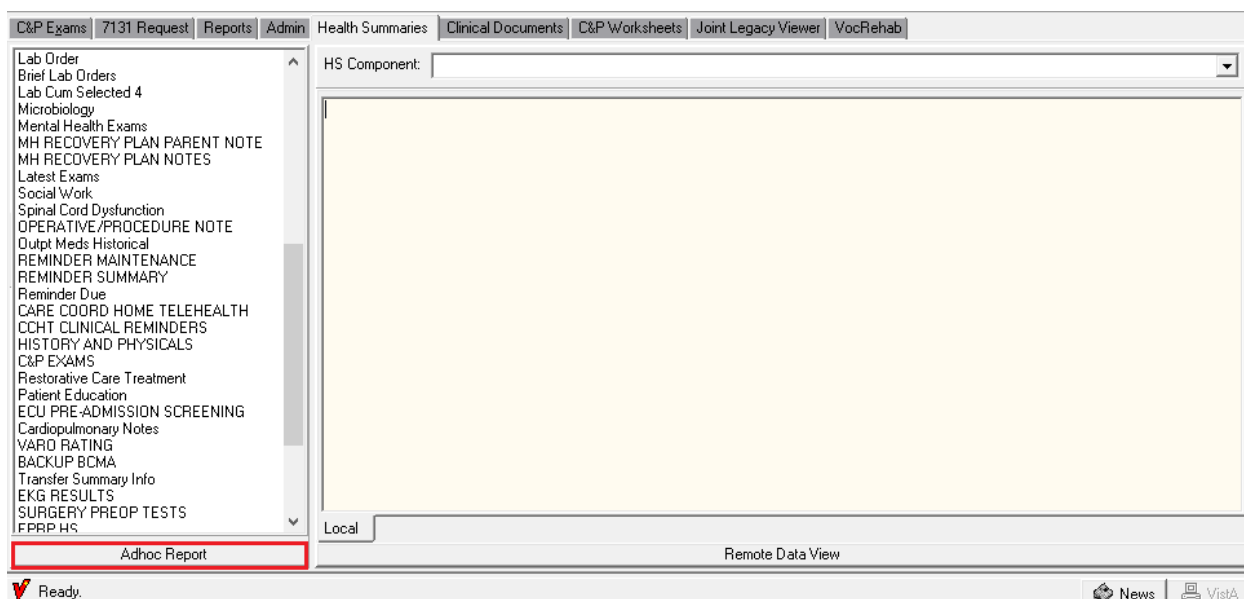 C&P Exams 7131 Request Reports Admin Health Summaries Clinical Documents C&P Worksheets Joint Legacy Viewer VocRehab
Lab Order
Brief Lab Orders
Lab Cum Selected 4
Microbiology
Mental Health Exams
MH RECOVERY PLAN PARENT NOTE
MH RECOVERY PLAN NOTES
Latest Exams
Social Work
Spinal Cord Dysfunction
OPERATIVE/PROCEDURE NOTE
Outpt Meds Historical
REMINDER MAINTENANCE
REMINDER SUMMARY
Reminder Due
CARE COORD HOME TELEHEALTH
CCHT CLINICAL REMINDERS
HISTORY AND PHYSICALS
C&P EXAMS
Restorative Care Treatment
Patient Education
ECU PRE-ADMISSION SCREENING
Cardiopulmonary Notes
VARO RATING
BACKUP BCMA
Transfer Summary Info
EKG RESULTS
SURGERY PREOP TESTS
EPRP HS
Adhoc Report
HS Component:
Local
Remote Data View
Ready.
News VistA